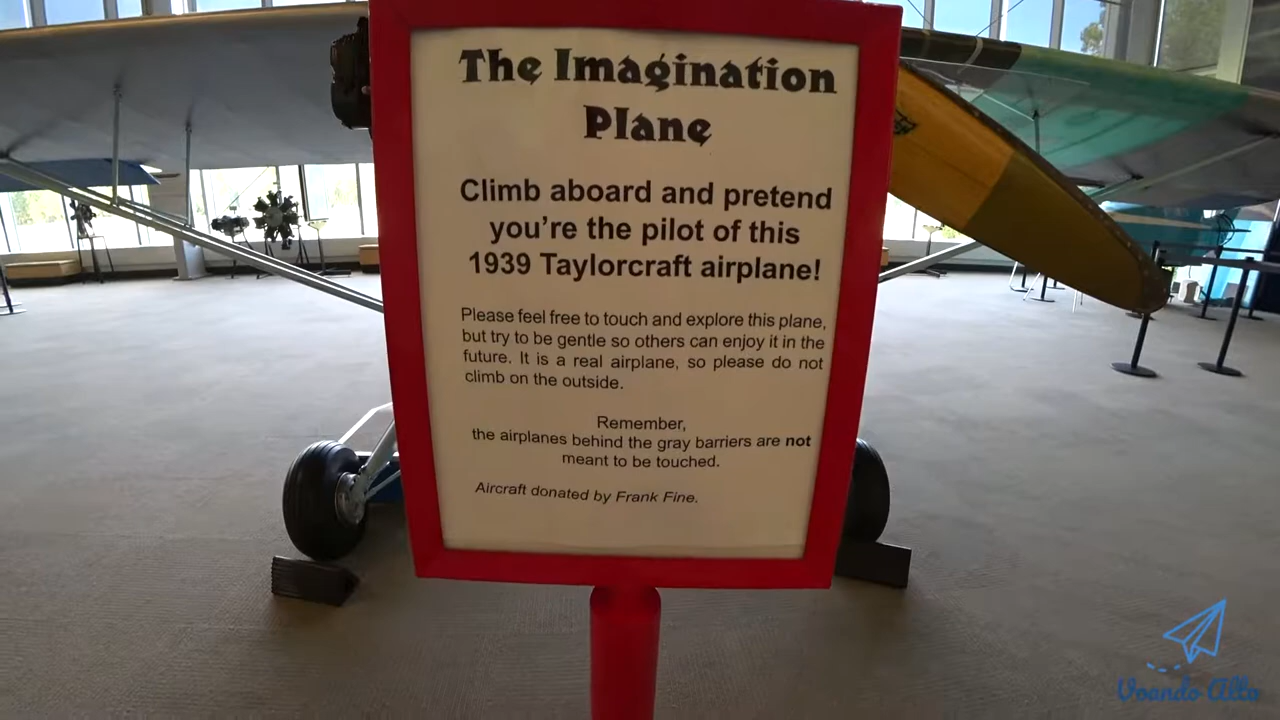 The Imagination
Plane
Climb aboard and pretend
you're the pilot of this
1939 Taylorcraft airplane!
Please feel free to touch and explore this plane,
but try to be gentle so others can enjoy it in the
future. It is a real airplane, so please do not
climb on the outside.
Remember,
the airplanes behind the gray barriers are not
meant to be touched.
Aircraft donated by Frank Fine.
Voando Alto